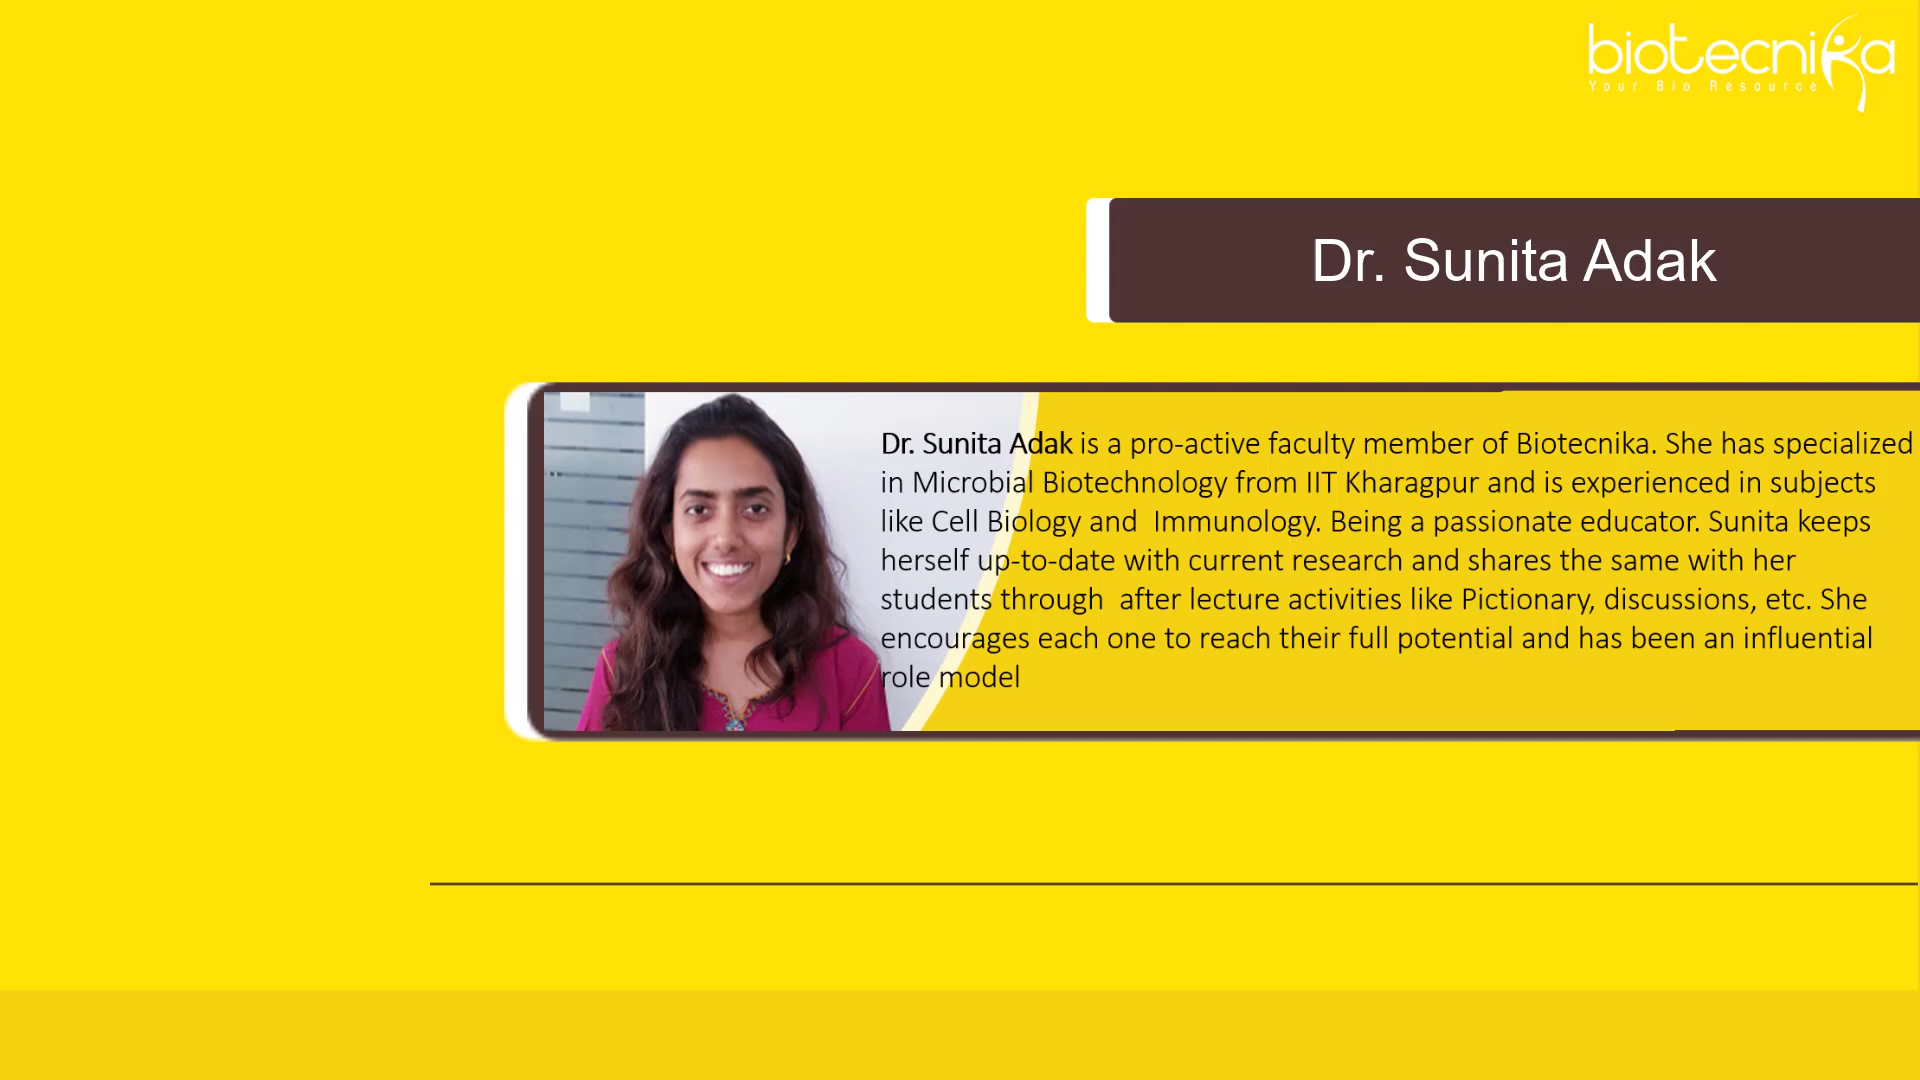 biotecnika
Your Bio Resource
Dr. Sunita Adak
Dr. Sunita Adak is a pro-active faculty member of Biotecnika. She has specialized
in Microbial Biotechnology from IIT Kharagpur and is experienced in subjects
like Cell Biology and  Immunology. Being a passionate educator. Sunita keeps
herself up-to-date with current research and shares the same with her
students through  after lecture activities like Pictionary, discussions, etc. She
encourages each one to reach their full potential and has been an influential
role model